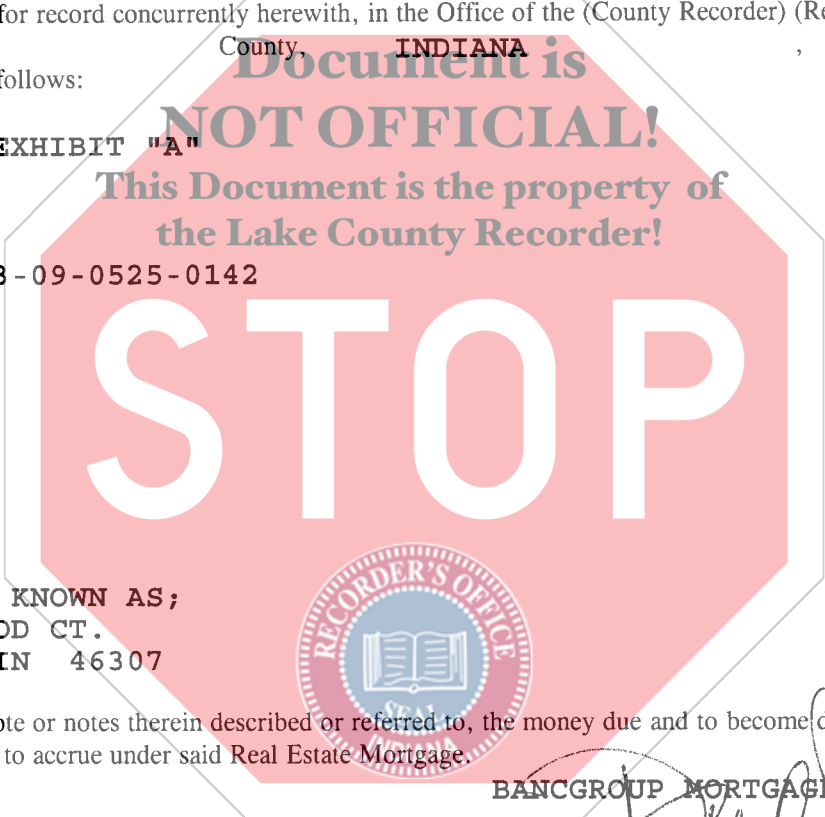 for record concurrently herewith, in the Office of the (County Recorder) (Re
County, INDIANA ,
Document is
follows:
NOT OFFICIAL!
EXHIBIT "A"
This Document is the property of
the Lake County Recorder!
-09-0525-0142
STOP
KNOWN AS;
OD CT.
IN 46307
RECORDER'S OFFICE
SEAL
INDIANA
ote or notes therein described or referred to, the money due and to become
to accrue under said Real Estate Mortgage.
BANCGROUP MORTGAGE